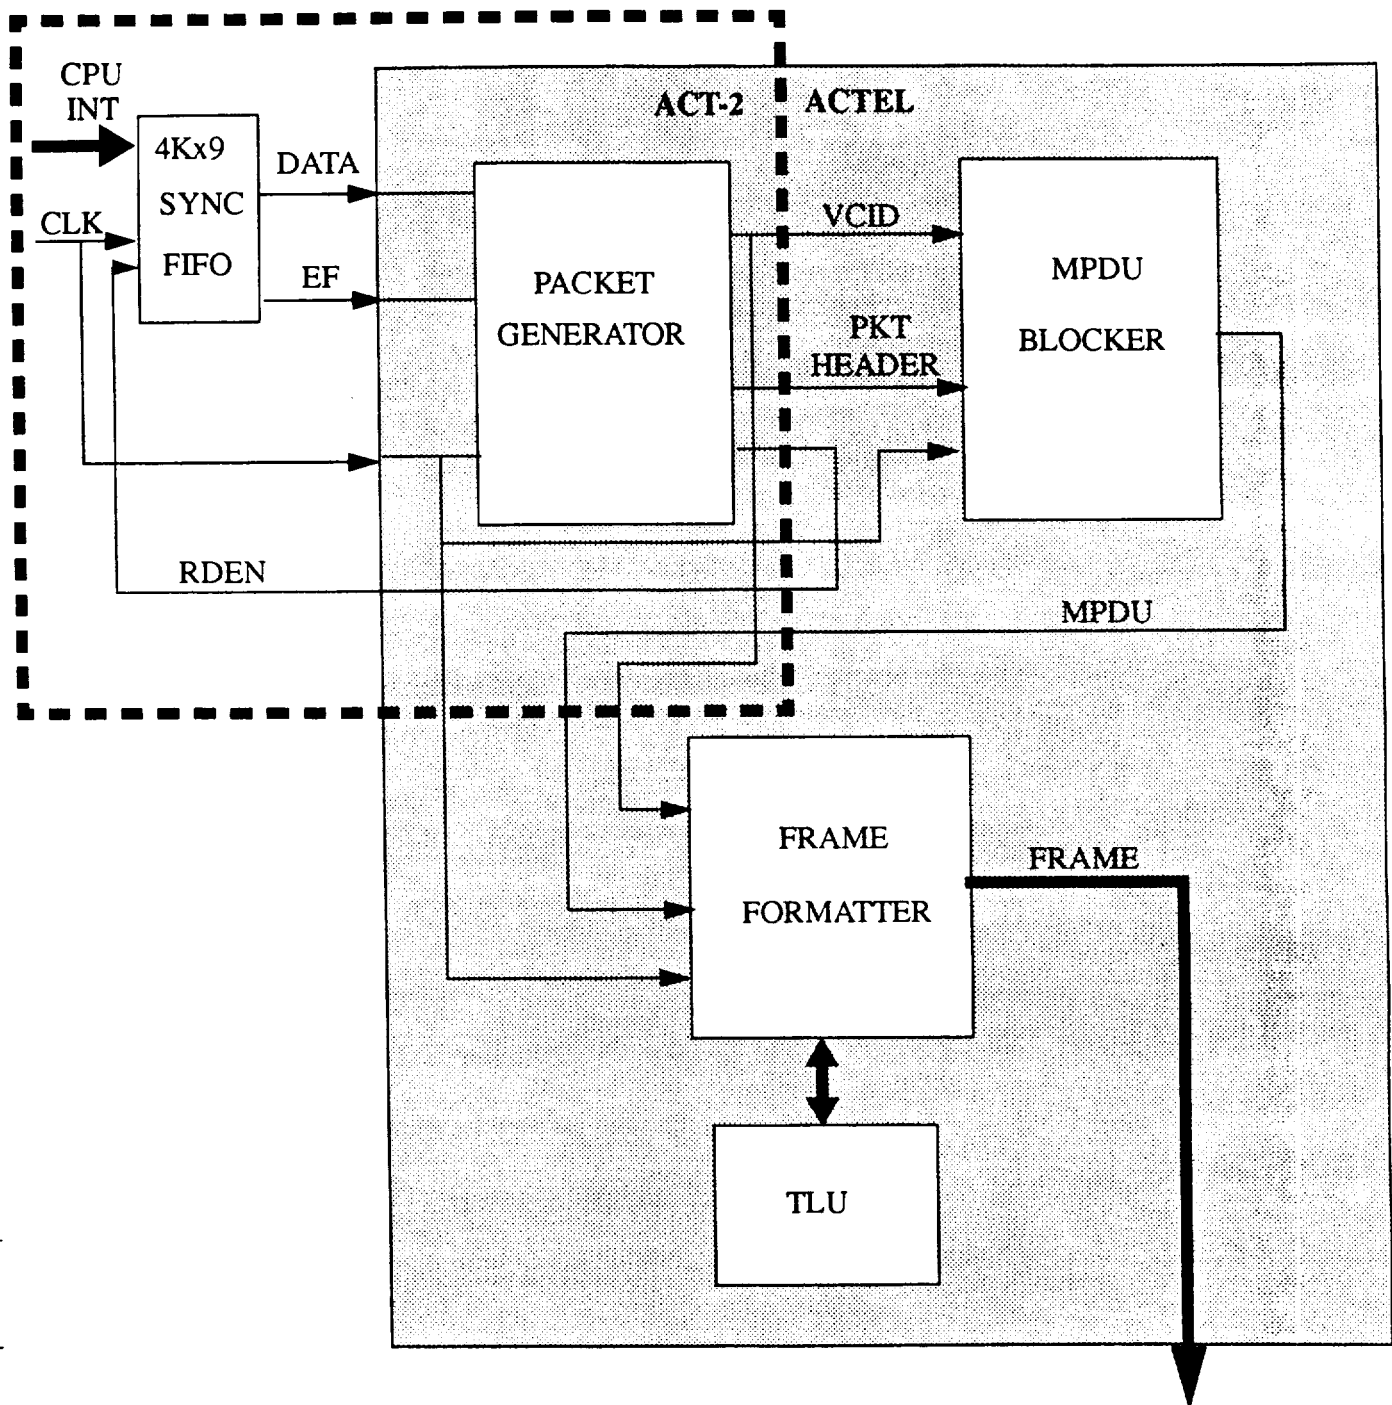 CPU
INT
ACT-2
ACTEL
4Kx9
SYNC
FIFO
DATA
CLK
EF
PACKET
GENERATOR
VCID
PKT
HEADER
MPDU
BLOCKER
RDEN
MPDU
FRAME
FORMATTER
FRAME
TLU